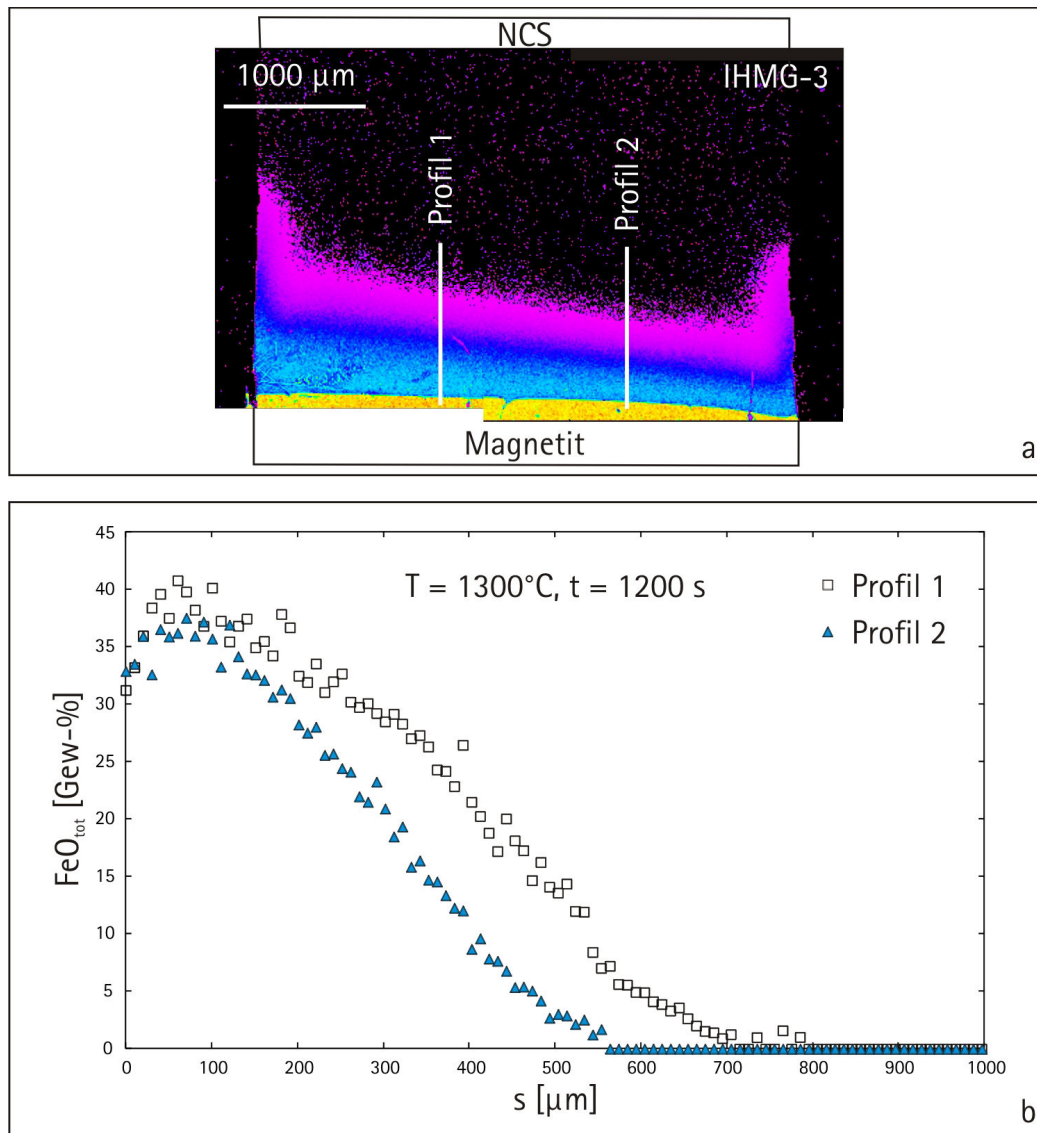 NCS
1000 µm
IHMG-3
Profil 1
Profil 2
Magnetit
a
45
40
35
30
25
20
15
10
5
0
FeOtot [Gew-%]
T = 1300°C, t = 1200 s
Profil 1
Profil 2
0
100
200
300
400
500
600
700
800
900
1000
s [µm]
b